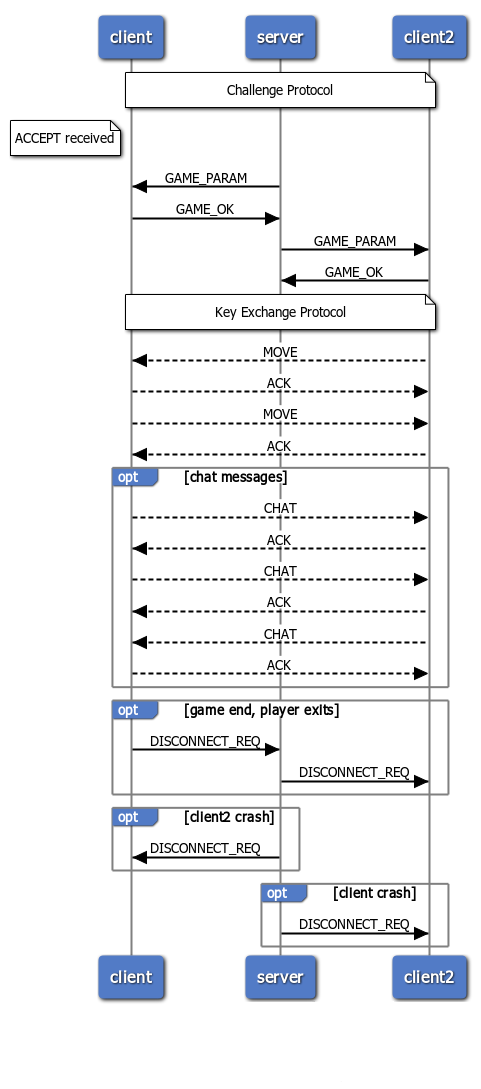 client server client2
Challenge Protocol
ACCEPT received
GAME_PARAM
GAME_OK
GAME_PARAM
GAME_OK
Key Exchange Protocol
MOVE
ACK
MOVE
ACK
opt [chat messages]
CHAT
ACK
CHAT
ACK
CHAT
ACK
opt [game end, player exits]
DISCONNECT_REQ
DISCONNECT_REQ
opt [client2 crash]
DISCONNECT_REQ
opt [client crash]
DISCONNECT_REQ
client server client2